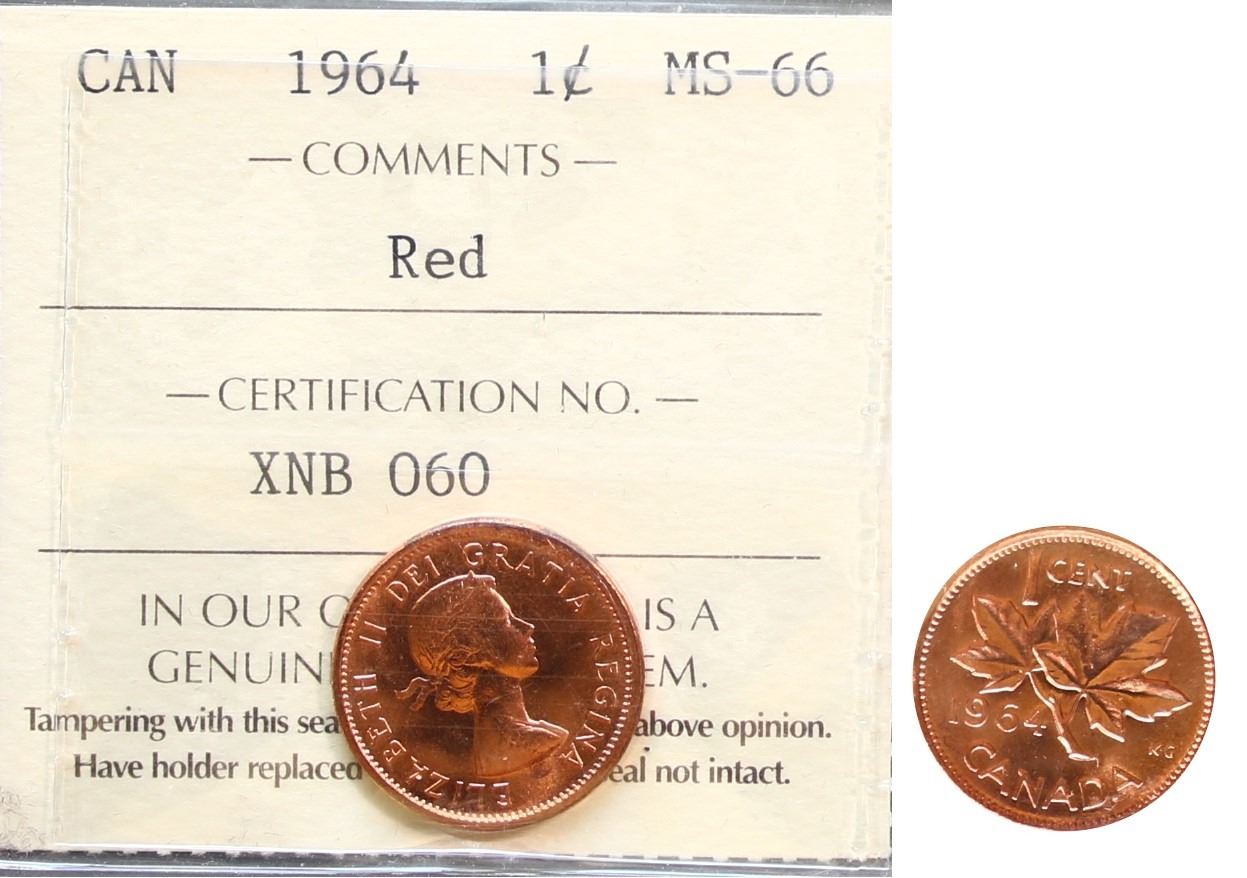 CAN 1964 1¢ MS-66
— COMMENTS —
Red
— CERTIFICATION NO. —
XNB 060
IN OUR O IS A
GENUIN EM.
Tampering with this sea above opinion.
Have holder replaced eal not intact.
ELIZABETH II DEI GRATIA REGINA
1 CENT
1964
K·G
CANADA